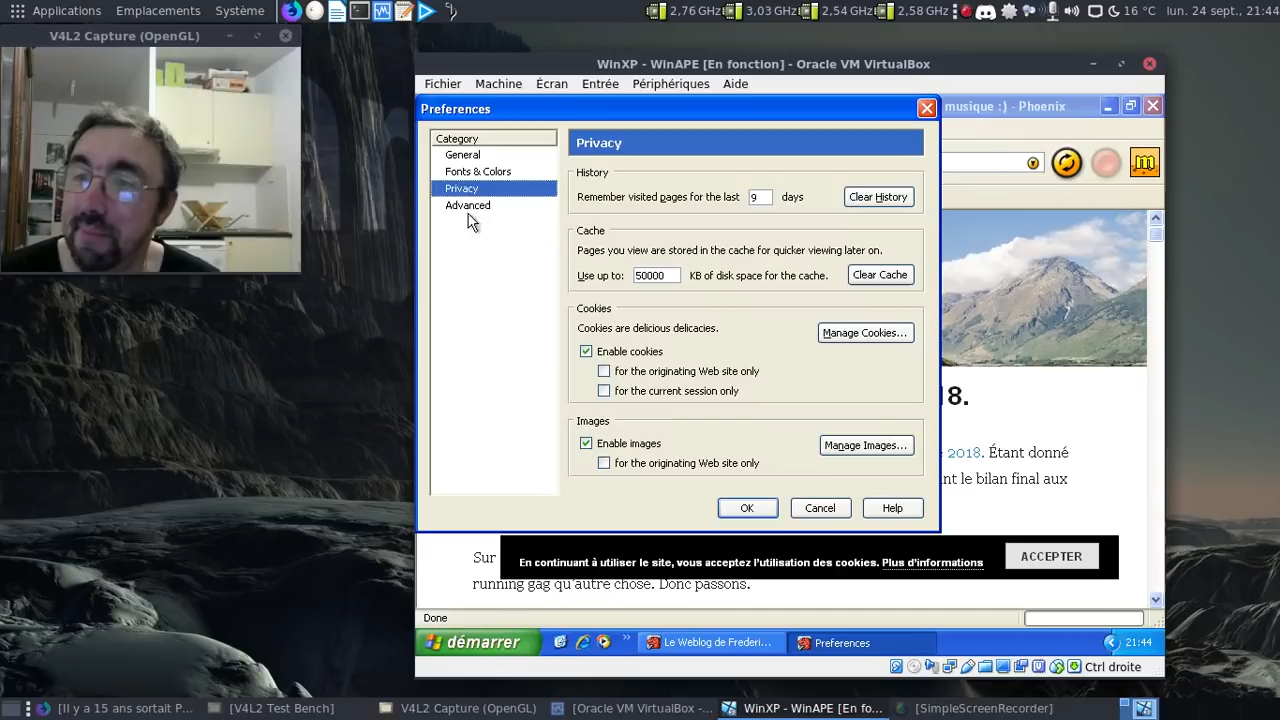 Applications Emplacements Système 2,76 GHz 3,03 GHz 2,54 GHz 2,58 GHz 16 °C lun. 24 sept., 21:44
V4L2 Capture (OpenGL)
WinXP - WinAPE [En fonction] - Oracle VM VirtualBox
Fichier Machine Écran Entrée Périphériques Aide
Preferences
musique :) - Phoenix
Category
General
Fonts & Colors
Privacy
Advanced
Privacy
History
Remember visited pages for the last 9 days Clear History
Cache
Pages you view are stored in the cache for quicker viewing later on.
Use up to: 50000 KB of disk space for the cache. Clear Cache
Cookies
Cookies are delicious delicacies. Manage Cookies...
Enable cookies
for the originating Web site only
for the current session only
Images
Enable images Manage Images...
for the originating Web site only
OK Cancel Help
8.
2018. Étant donné
nt le bilan final aux
Sur
En continuant à utiliser le site, vous acceptez l'utilisation des cookies. Plus d'informations ACCEPTER
running gag qu'autre chose. Donc passons.
Done
démarrer » Le Weblog de Frederi... Preferences 21:44
Ctrl droite
[Il y a 15 ans sortait P... [V4L2 Test Bench] V4L2 Capture (OpenGL) [Oracle VM VirtualBox -... WinXP - WinAPE [En fo... [SimpleScreenRecorder]